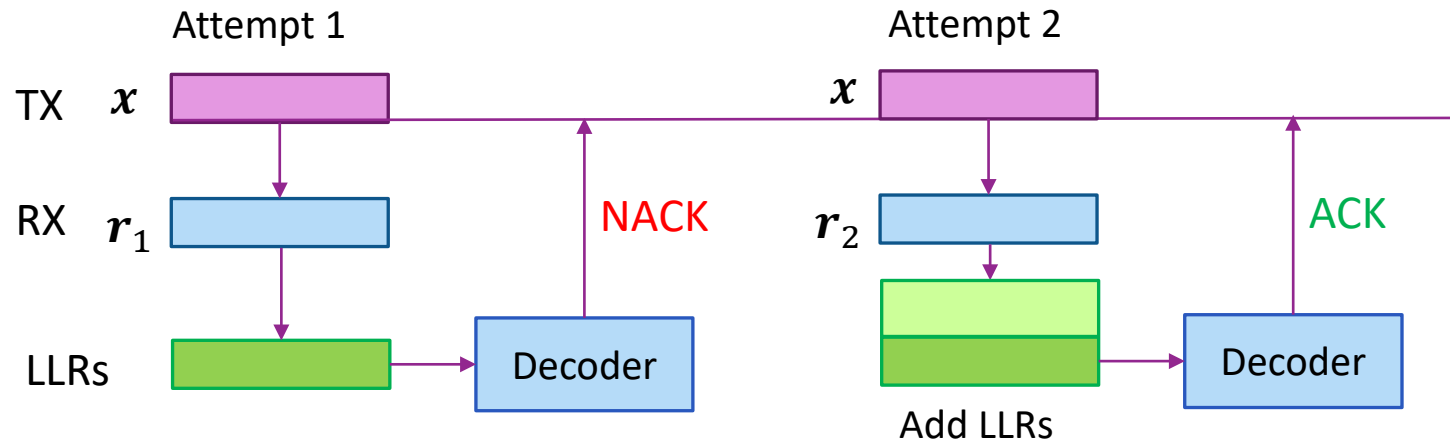 Attempt 1
Attempt 2
TX x
x
RX r₁
NACK
r₂
ACK
LLRs
Decoder
Decoder
Add LLRs